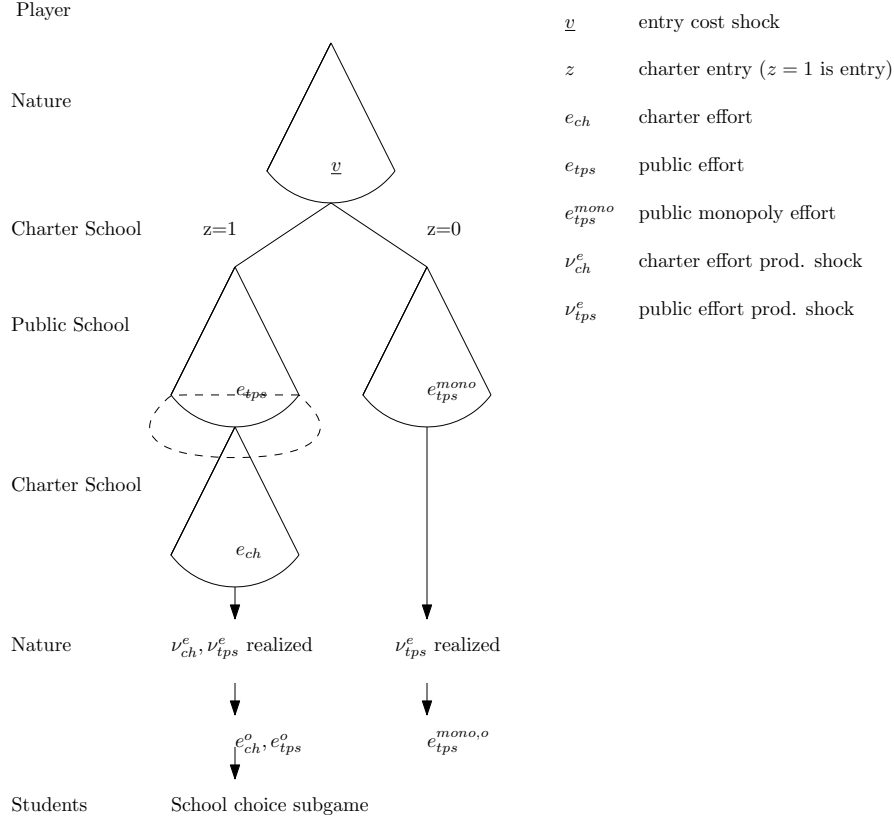 Player
v entry cost shock
z charter entry (z = 1 is entry)
Nature
e_ch charter effort
v
e_tps public effort
e_tps^mono public monopoly effort
Charter School z=1 z=0
ν_ch^e charter effort prod. shock
ν_tps^e public effort prod. shock
Public School
e_tps e_tps^mono
Charter School
e_ch
Nature ν_ch^e, ν_tps^e realized ν_tps^e realized
e_ch^o, e_tps^o e_tps^mono,o
Students School choice subgame